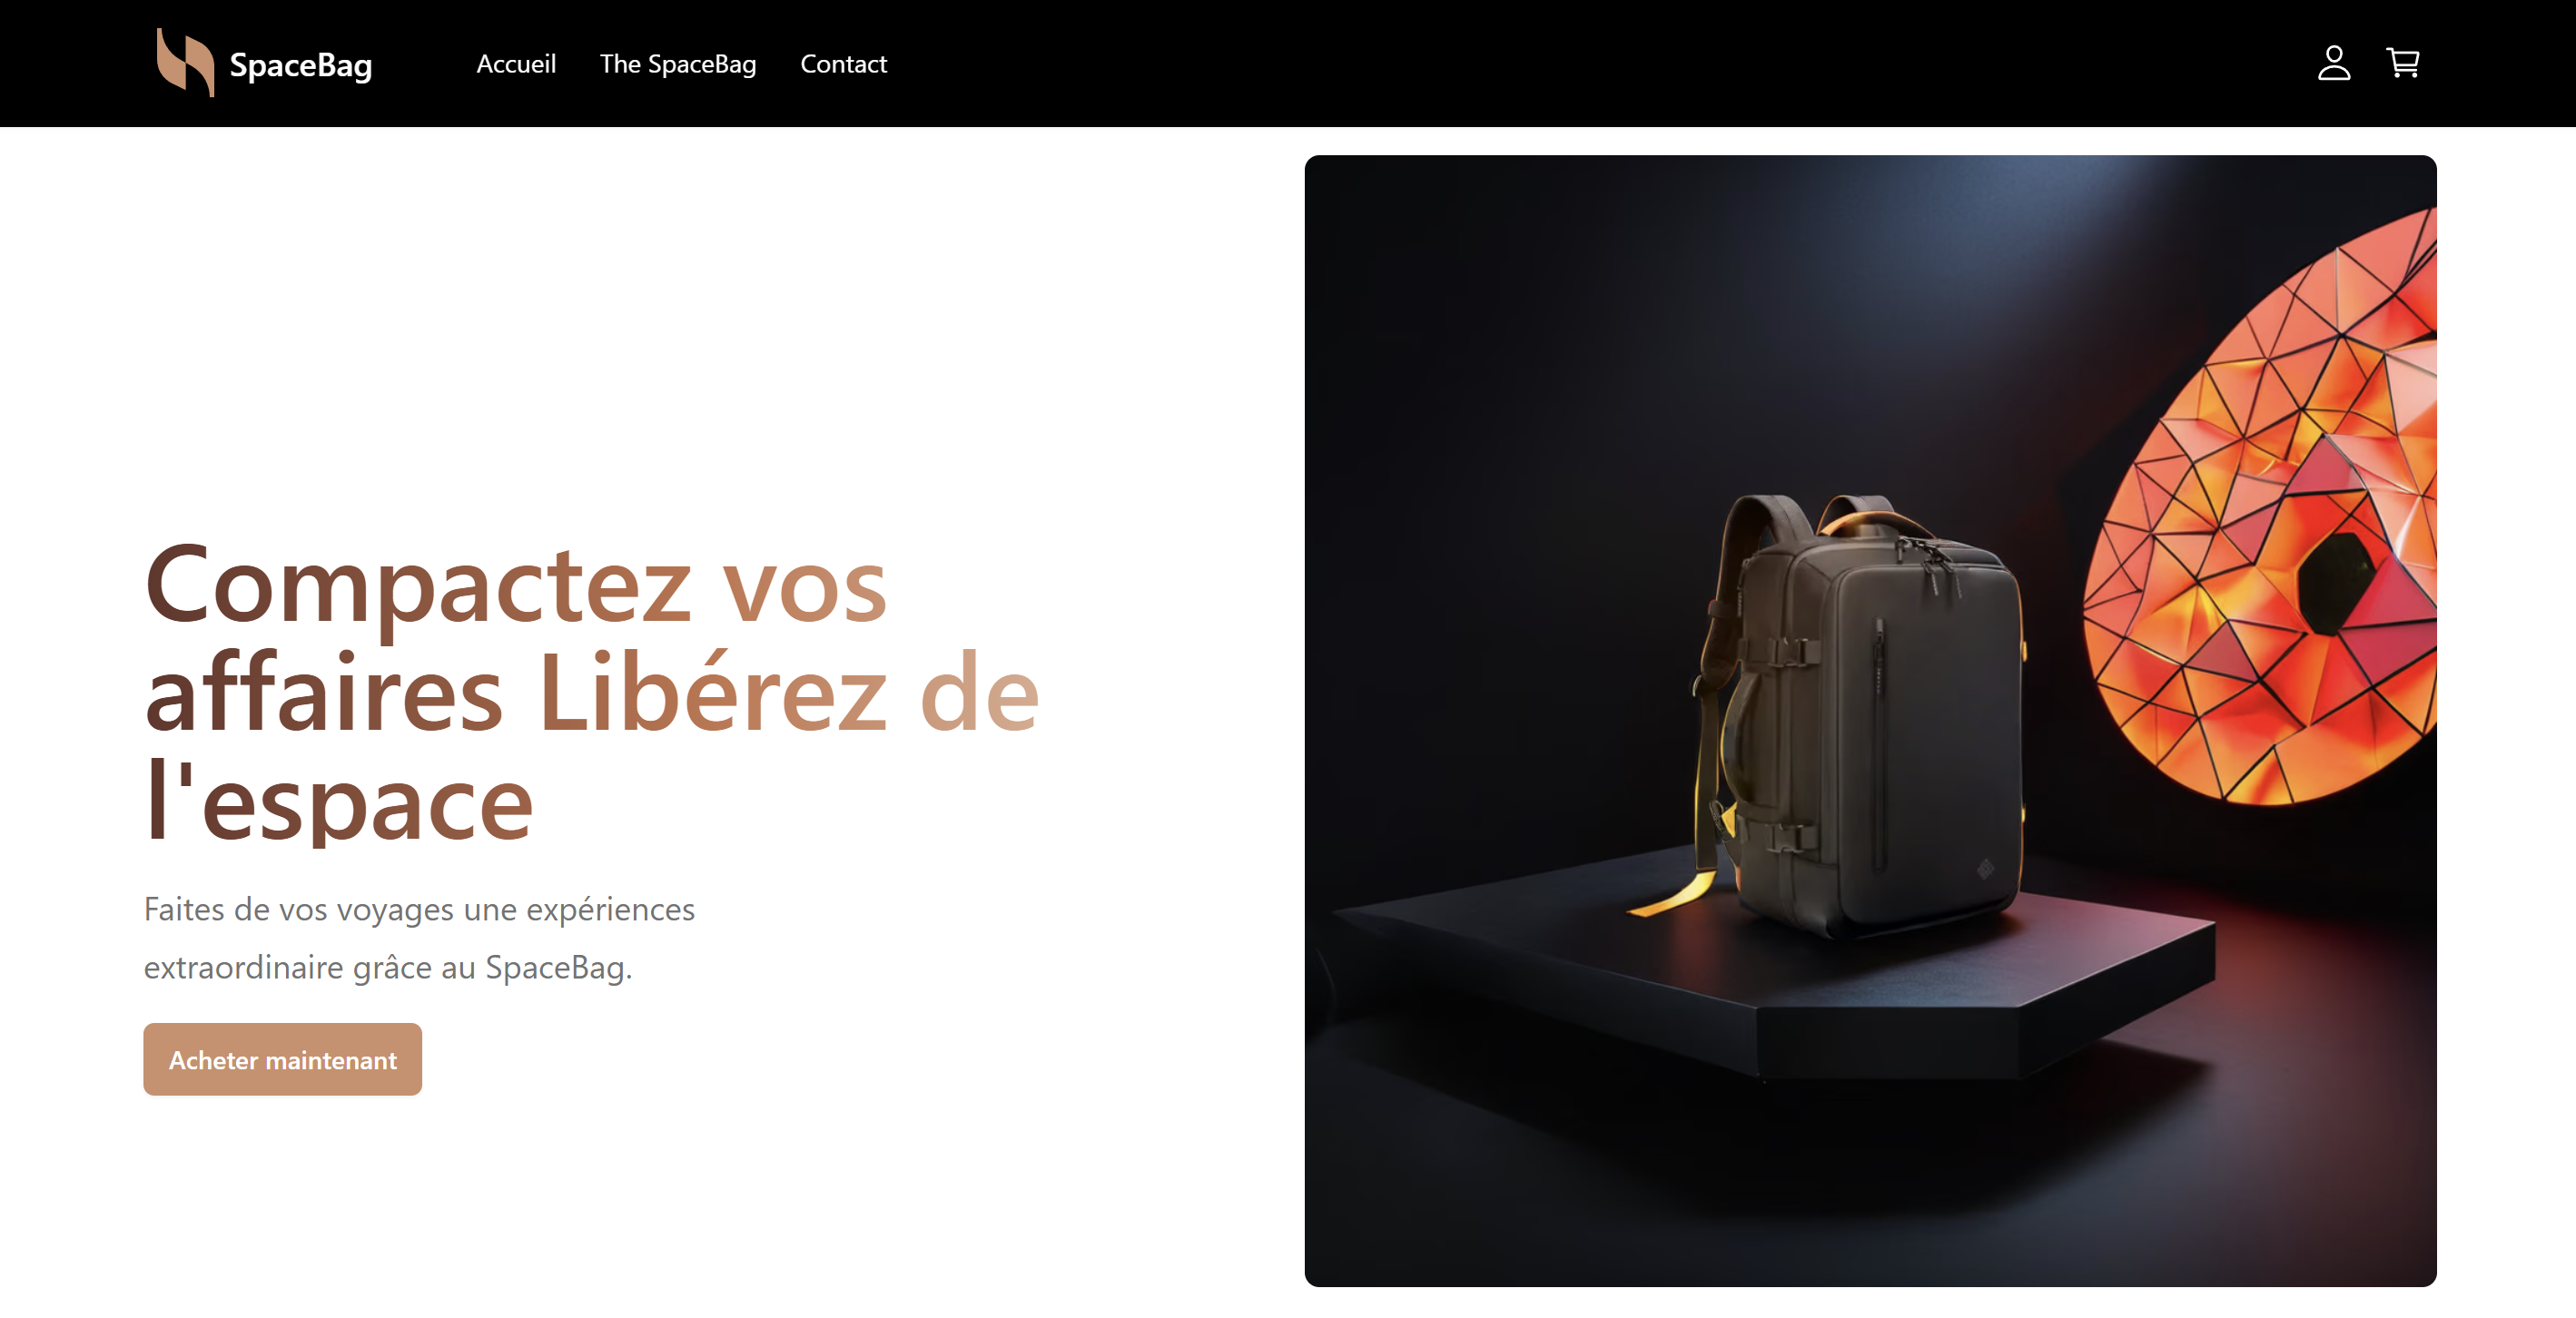 SpaceBag
Accueil
The SpaceBag
Contact
Compactez vos
affaires Libérez de
l'espace
Faites de vos voyages une expériences
extraordinaire grâce au SpaceBag.
Acheter maintenant